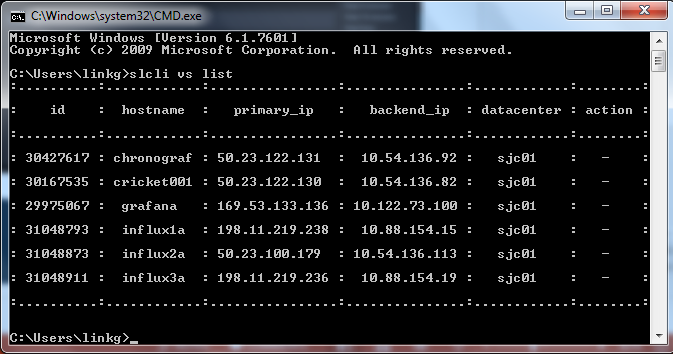 C:\Windows\system32\CMD.exe
Microsoft Windows [Version 6.1.7601]
Copyright (c) 2009 Microsoft Corporation.  All rights reserved.
C:\Users\linkg>slcli vs list
:..........:.............:................:...............:............:........:
:    id    :   hostname  :   primary_ip   :   backend_ip  : datacenter : action :
:..........:.............:................:...............:............:........:
: 30427617 : chronograf : 50.23.122.131 : 10.54.136.92 : sjc01 : - :
: 30167535 : cricket001 : 50.23.122.130 : 10.54.136.82 : sjc01 : - :
: 29975067 : grafana : 169.53.133.136 : 10.122.73.100 : sjc01 : - :
: 31048793 : influx1a : 198.11.219.238 : 10.88.154.15 : sjc01 : - :
: 31048873 : influx2a : 50.23.100.179 : 10.54.136.113 : sjc01 : - :
: 31048911 : influx3a : 198.11.219.236 : 10.88.154.19 : sjc01 : - :
:..........:.............:................:...............:............:........:
C:\Users\linkg>_